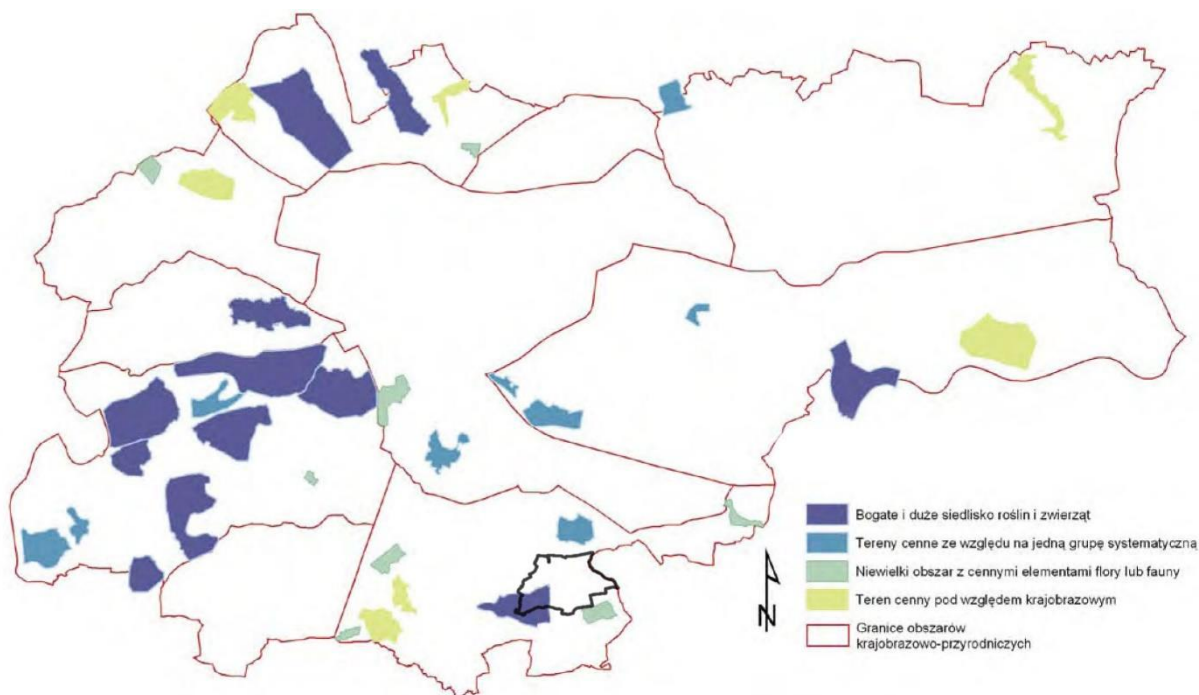 Bogate i duże siedlisko roślin i zwierząt
Tereny cenne ze względu na jedną grupę systematyczną
Niewielki obszar z cennymi elementami flory lub fauny
Teren cenny pod względem krajobrazowym
Granice obszarów
krajobrazowo-przyrodniczych
N